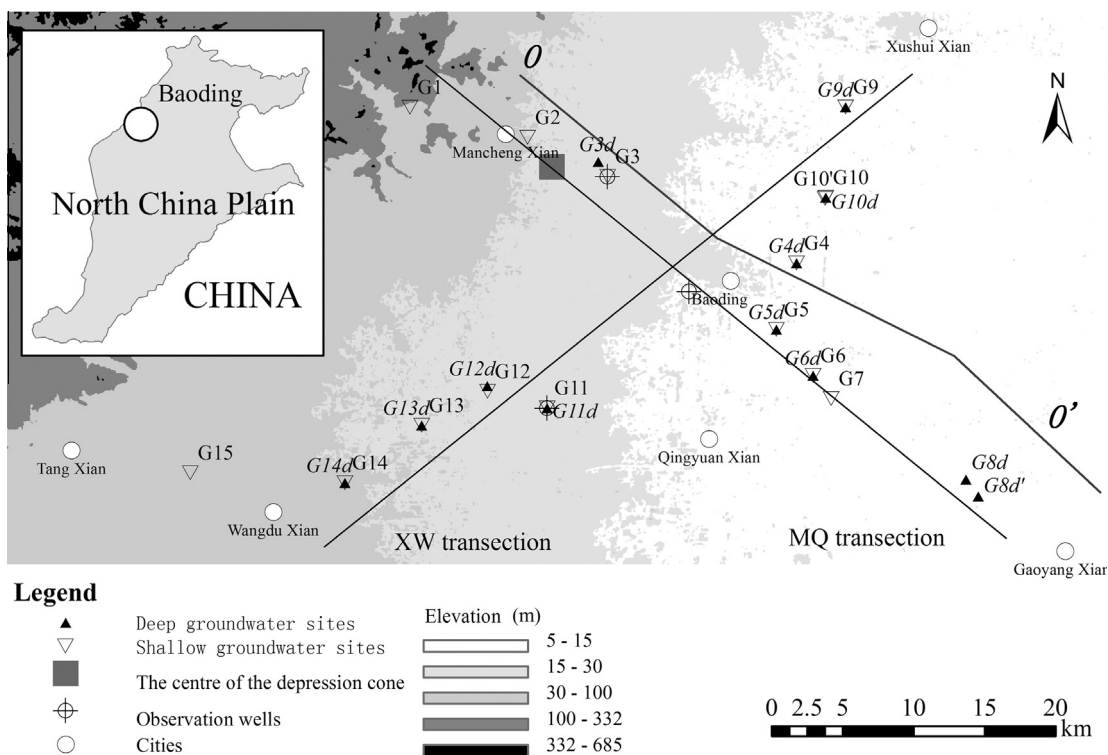 Xushui Xian
O
N
Baoding
North China Plain
CHINA
G1
G2
Mancheng Xian
G3d
G3
G9d G9
G10'G10
G10d
G4d G4
Baoding
G5d G5
G6d G6
G7
G12d G12
G11
G11d
G13d G13
O'
Tang Xian
G15
G14d G14
Qingyuan Xian
G8d
G8d'
Wangdu Xian
XW transection
MQ transection
Gaoyang Xian
Legend
Deep groundwater sites
Shallow groundwater sites
The centre of the depression cone
Observation wells
Cities
Elevation (m)
5 - 15
15 - 30
30 - 100
100 - 332
332 - 685
0 2.5 5 10 15 20
km